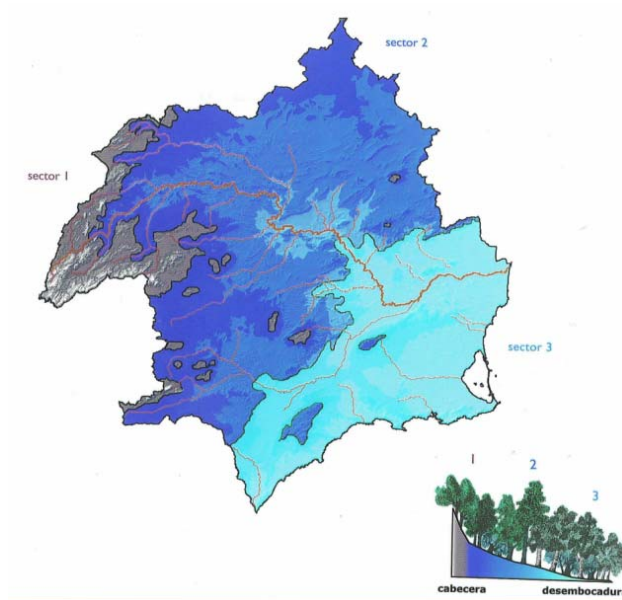 sector 2
sector 1
sector 3
1
2
3
cabecera
desembocadur